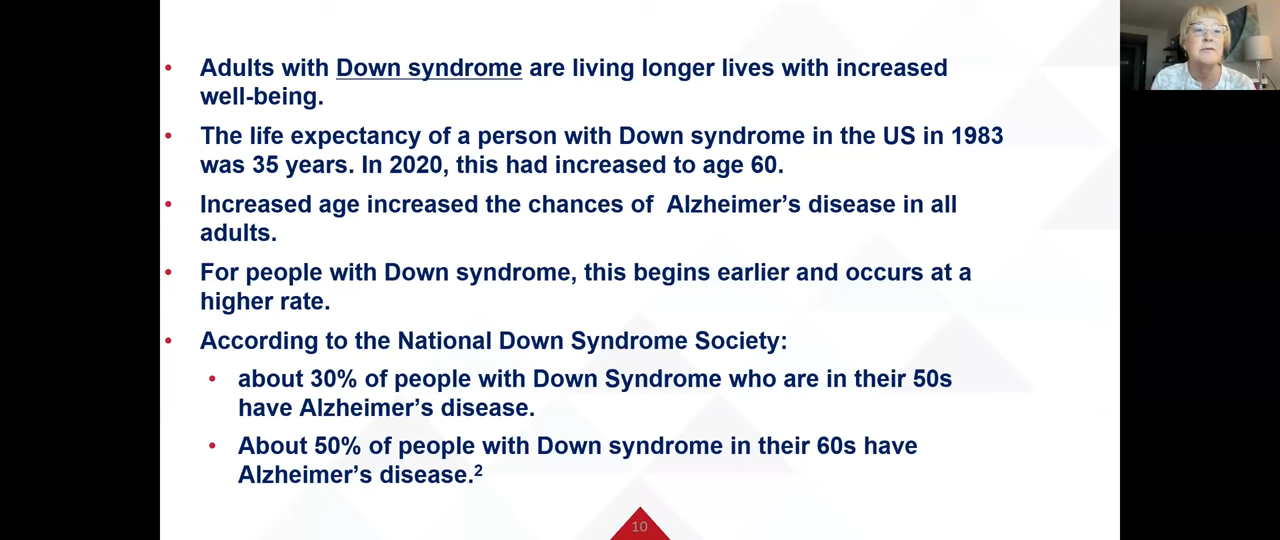 • Adults with Down syndrome are living longer lives with increased
well-being.
• The life expectancy of a person with Down syndrome in the US in 1983
was 35 years. In 2020, this had increased to age 60.
• Increased age increased the chances of  Alzheimer’s disease in all
adults.
• For people with Down syndrome, this begins earlier and occurs at a
higher rate.
• According to the National Down Syndrome Society:
• about 30% of people with Down Syndrome who are in their 50s
have Alzheimer’s disease.
• About 50% of people with Down syndrome in their 60s have
Alzheimer’s disease.²
10